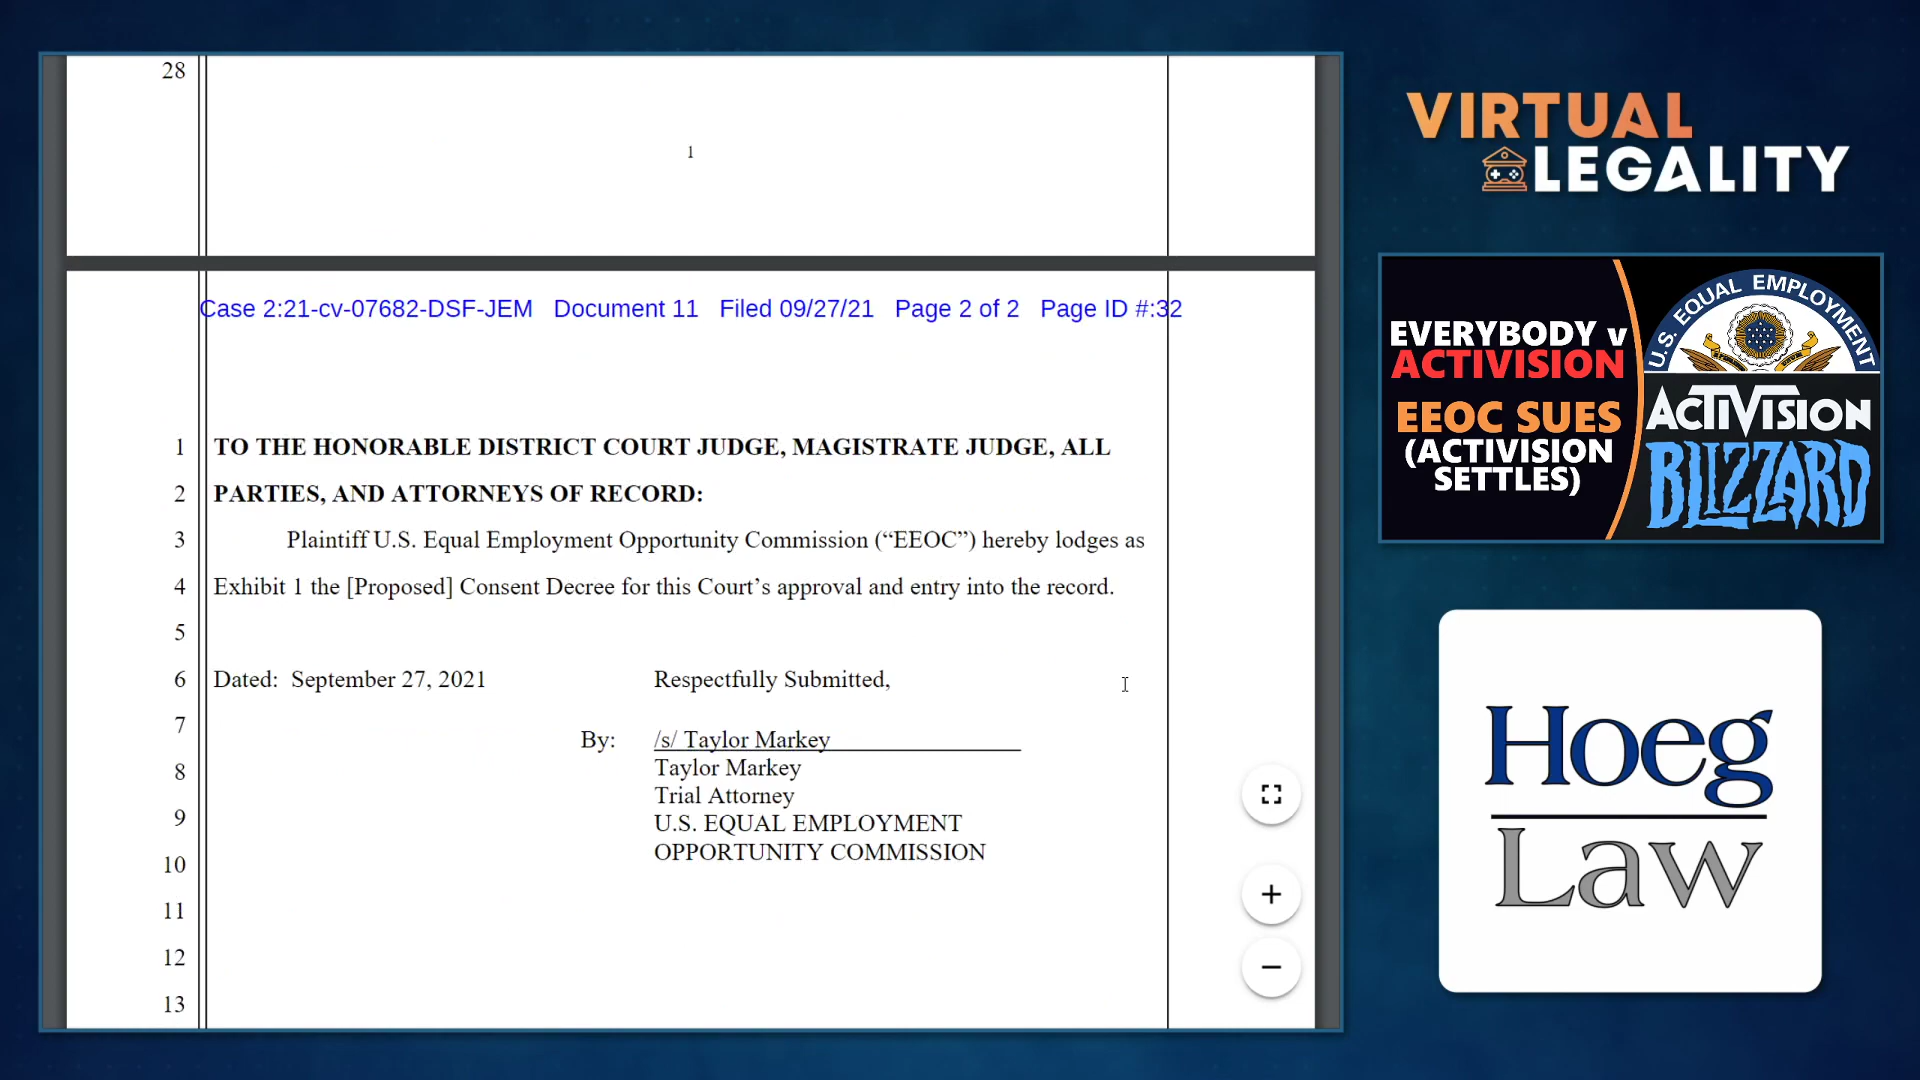 28
1
Case 2:21-cv-07682-DSF-JEM Document 11 Filed 09/27/21 Page 2 of 2 Page ID #:32
1 TO THE HONORABLE DISTRICT COURT JUDGE, MAGISTRATE JUDGE, ALL
2 PARTIES, AND ATTORNEYS OF RECORD:
3 Plaintiff U.S. Equal Employment Opportunity Commission (“EEOC”) hereby lodges as
4 Exhibit 1 the [Proposed] Consent Decree for this Court’s approval and entry into the record.
5
6 Dated: September 27, 2021 Respectfully Submitted,
7
By: /s/ Taylor Markey
8 Taylor Markey
Trial Attorney
9 U.S. EQUAL EMPLOYMENT
10 OPPORTUNITY COMMISSION
11
12
13
VIRTUAL
LEGALITY
EVERYBODY v
ACTIVISION
EEOC SUES
(ACTIVISION
SETTLES)
U.S. EQUAL EMPLOYMENT
ACTIVISION
BLIZZARD
Hoeg
Law